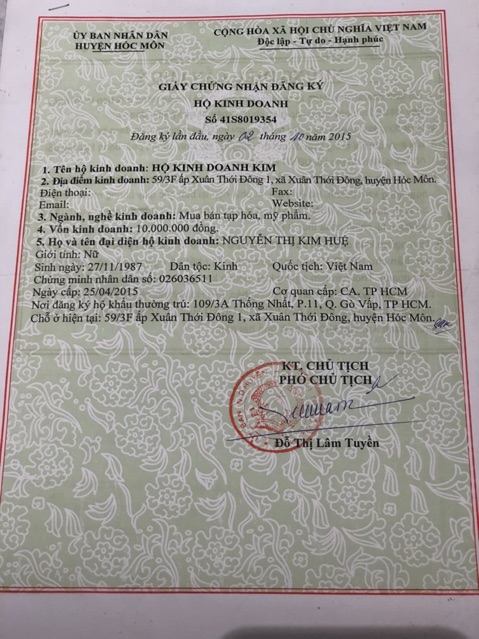 ỦY BAN NHÂN DÂN
HUYỆN HÓC MÔN
CỘNG HÒA XÃ HỘI CHỦ NGHĨA VIỆT NAM
Độc lập - Tự do - Hạnh phúc
GIẤY CHỨNG NHẬN ĐĂNG KÝ
HỘ KINH DOANH
Số 41S8019354
Đăng ký lần đầu, ngày 02 tháng 10 năm 2015
1. Tên hộ kinh doanh: HỘ KINH DOANH KIM
2. Địa điểm kinh doanh: 59/3F ấp Xuân Thới Đông 1, xã Xuân Thới Đông, huyện Hóc Môn.
Điện thoại: Fax:
Email: Website:
3. Ngành, nghề kinh doanh: Mua bán tạp hóa, mỹ phẩm.
4. Vốn kinh doanh: 10.000.000 đồng.
5. Họ và tên đại diện hộ kinh doanh: NGUYỄN THỊ KIM HUỆ
Giới tính: Nữ
Sinh ngày: 27/11/1987 Dân tộc: Kinh Quốc tịch: Việt Nam
Chứng minh nhân dân số: 026036511
Ngày cấp: 25/04/2015 Cơ quan cấp: CA. TP HCM
Nơi đăng ký hộ khẩu thường trú: 109/3A Thống Nhất, P.11, Q. Gò Vấp, TP HCM.
Chỗ ở hiện tại: 59/3F ấp Xuân Thới Đông 1, xã Xuân Thới Đông, huyện Hóc Môn.
KT. CHỦ TỊCH
PHÓ CHỦ TỊCH
Đỗ Thị Lâm Tuyền